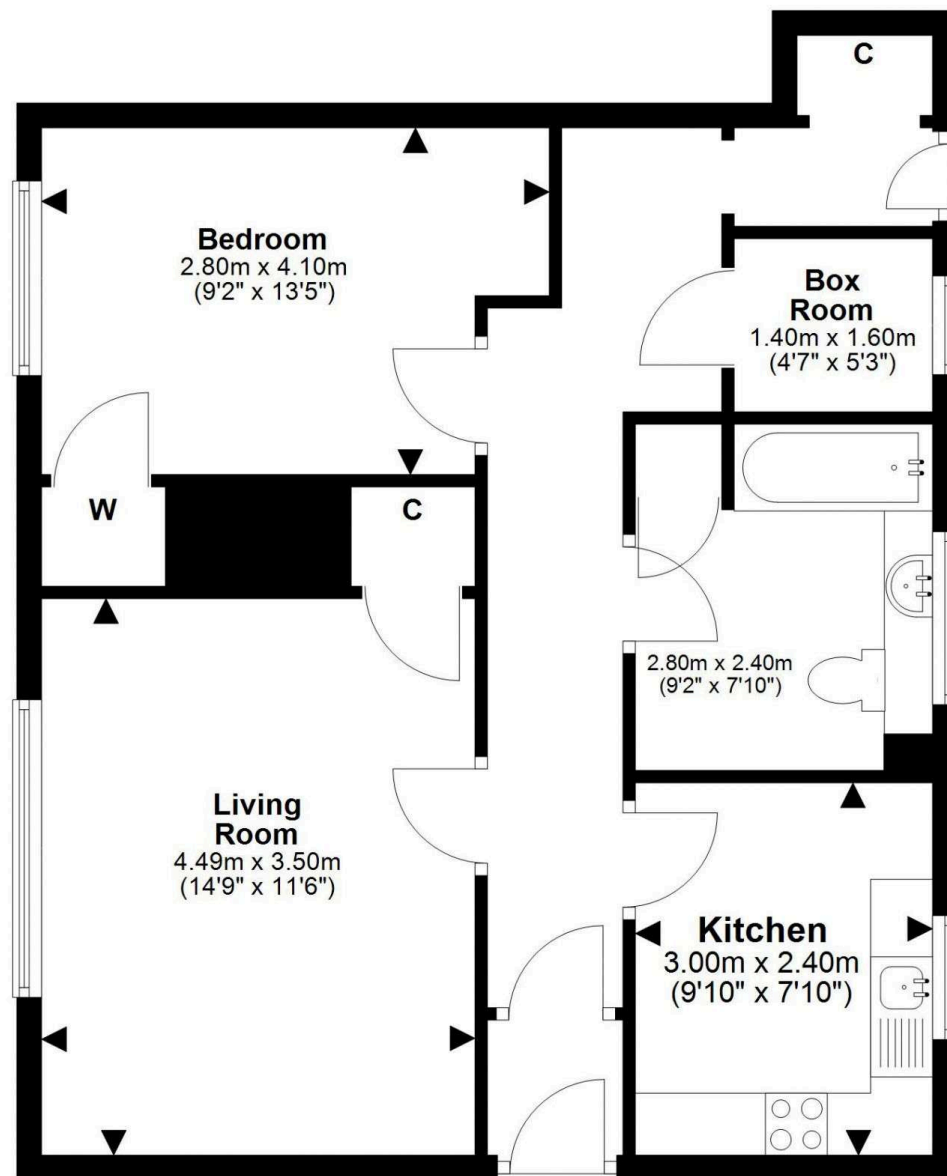 C
Bedroom
2.80m x 4.10m
(9'2" x 13'5")
Box
Room
1.40m x 1.60m
(4'7" x 5'3")
W
C
2.80m x 2.40m
(9'2" x 7'10")
Living
Room
4.49m x 3.50m
(14'9" x 11'6")
Kitchen
3.00m x 2.40m
(9'10" x 7'10")